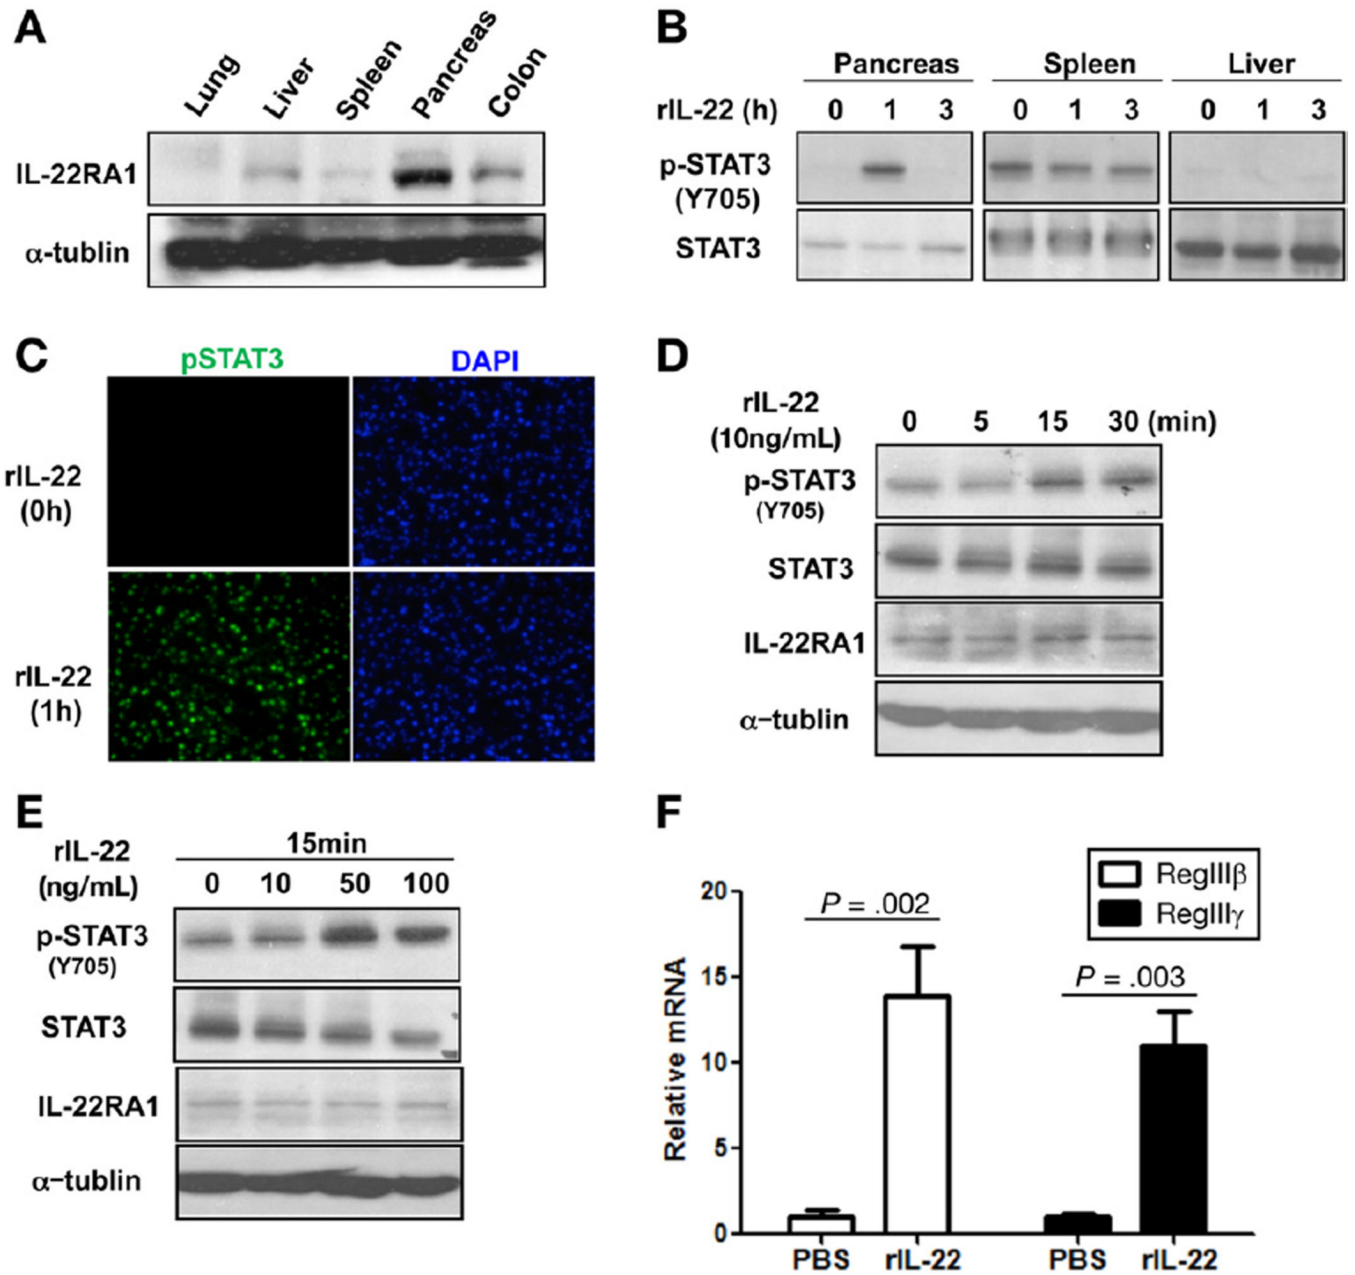 A
Lung Liver Spleen Pancreas Colon
IL-22RA1
α-tublin
B
Pancreas Spleen Liver
rIL-22 (h) 0 1 3 0 1 3 0 1 3
p-STAT3
(Y705)
STAT3
C
pSTAT3 DAPI
rIL-22
(0h)
rIL-22
(1h)
D
rIL-22
(10ng/mL) 0 5 15 30 (min)
p-STAT3
(Y705)
STAT3
IL-22RA1
α-tublin
E
rIL-22 15min
(ng/mL) 0 10 50 100
p-STAT3
(Y705)
STAT3
IL-22RA1
α-tublin
F
RegIIIβ
RegIIIγ
P = .002
P = .003
Relative mRNA
20
15
10
5
0
PBS rIL-22 PBS rIL-22